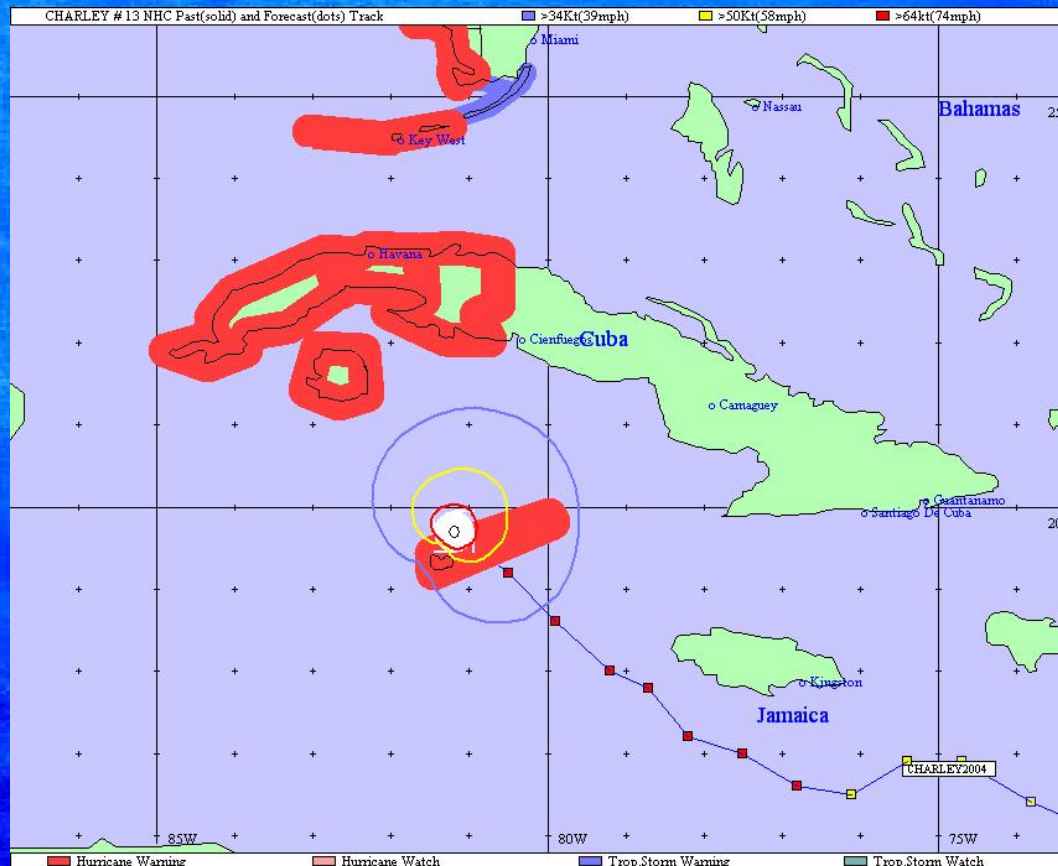 CHARLEY # 13 NHC Past(solid) and Forecast(dots) Track
>34Kt(39mph)
>50Kt(58mph)
>64kt(74mph)
Miami
Nassau
Bahamas
Key West
Havana
Cienfuegos
Cuba
Camaguey
Guantanamo
Santiago De Cuba
20
Kingston
Jamaica
CHARLEY2004
85W
80W
75W
Hurricane Warning
Hurricane Watch
Trop.Storm Warning
Trop.Storm Watch